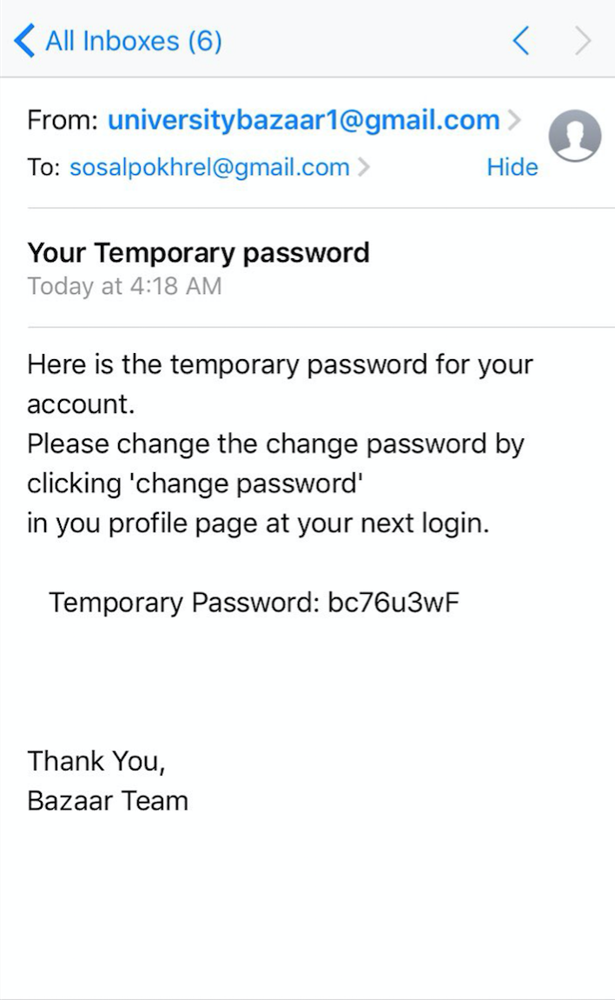 All Inboxes (6)
From: universitybazaar1@gmail.com
To: sosalpokhrel@gmail.com Hide
Your Temporary password
Today at 4:18 AM
Here is the temporary password for your
account.
Please change the change password by
clicking 'change password'
in you profile page at your next login.
Temporary Password: bc76u3wF
Thank You,
Bazaar Team